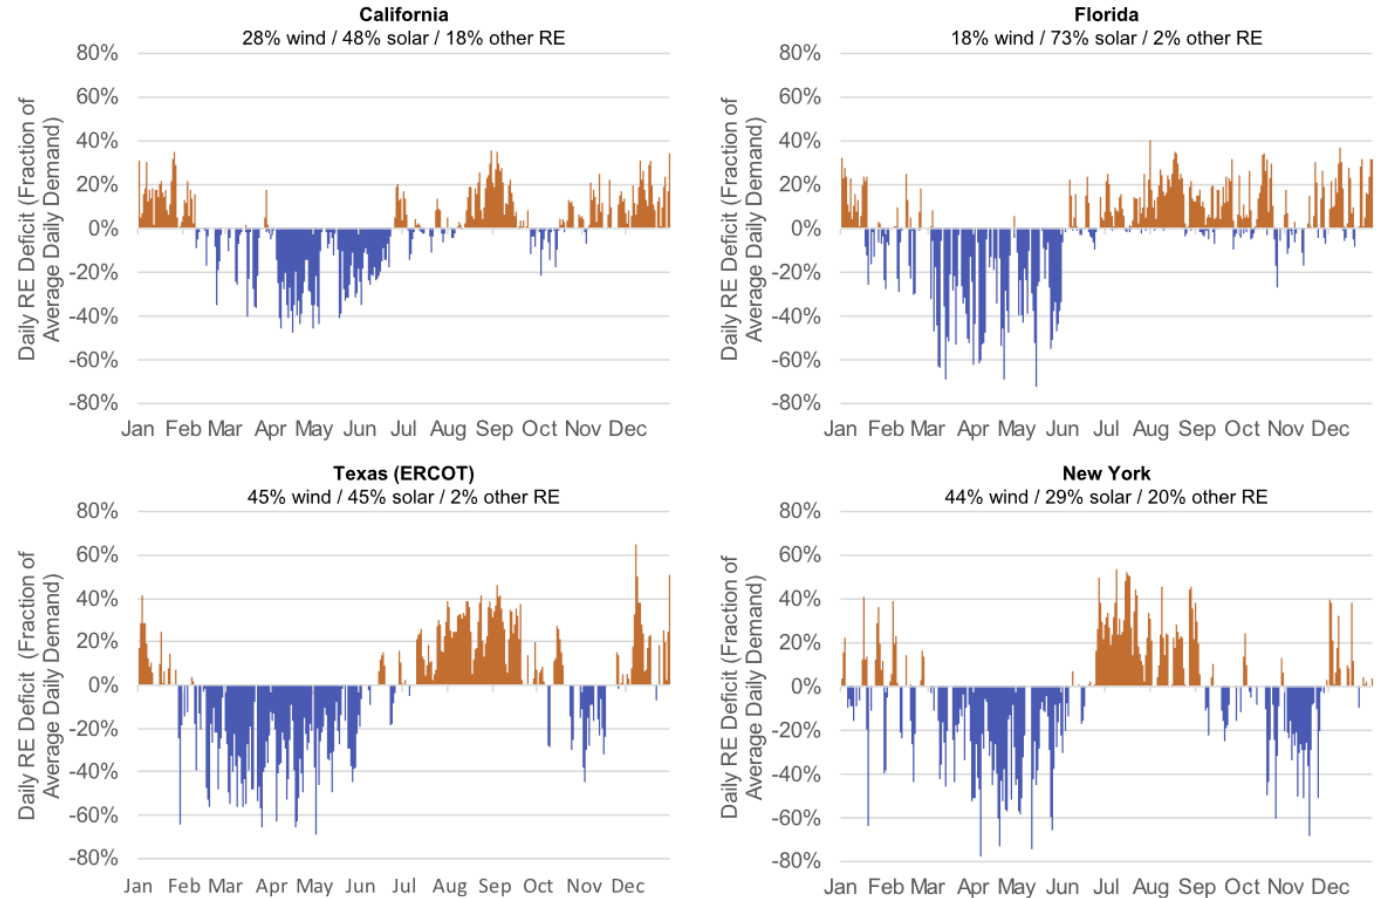 California
28% wind / 48% solar / 18% other RE
Daily RE Deficit (Fraction of
Average Daily Demand)
80%
60%
40%
20%
0%
-20%
-40%
-60%
-80%
Jan Feb Mar Apr May Jun Jul Aug Sep Oct Nov Dec
Florida
18% wind / 73% solar / 2% other RE
Daily RE Deficit (Fraction of
Average Daily Demand)
80%
60%
40%
20%
0%
-20%
-40%
-60%
-80%
Jan Feb Mar Apr May Jun Jul Aug Sep Oct Nov Dec
Texas (ERCOT)
45% wind / 45% solar / 2% other RE
Daily RE Deficit (Fraction of
Average Daily Demand)
80%
60%
40%
20%
0%
-20%
-40%
-60%
-80%
Jan Feb Mar Apr May Jun Jul Aug Sep Oct Nov Dec
New York
44% wind / 29% solar / 20% other RE
Daily RE Deficit (Fraction of
Average Daily Demand)
80%
60%
40%
20%
0%
-20%
-40%
-60%
-80%
Jan Feb Mar Apr May Jun Jul Aug Sep Oct Nov Dec